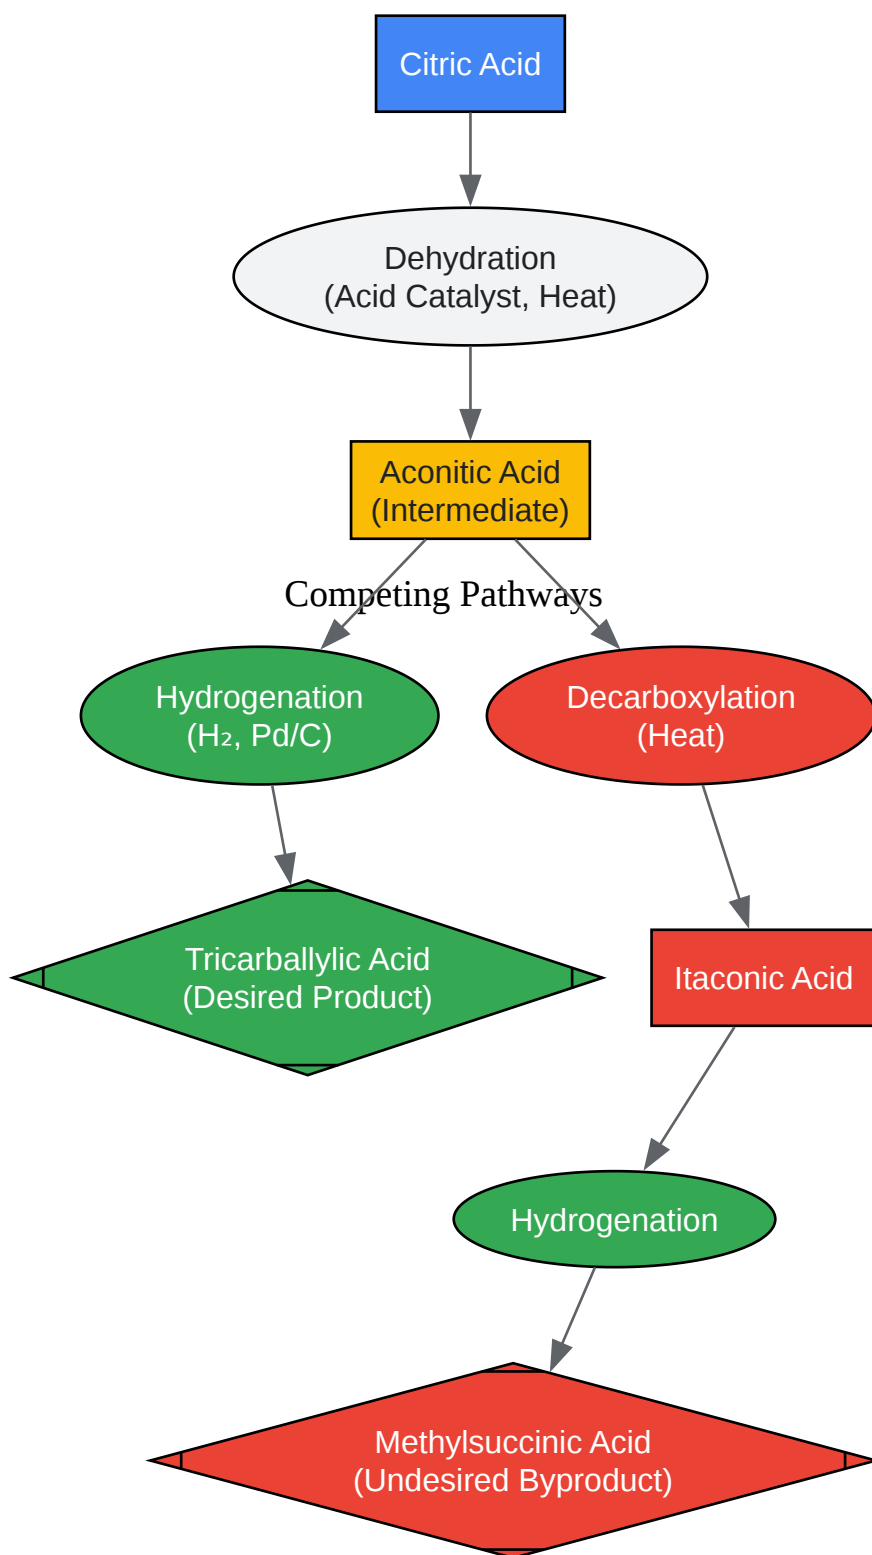 Citric Acid
Dehydration
(Acid Catalyst, Heat)
Aconitic Acid
(Intermediate)
Competing Pathways
Hydrogenation
(H₂, Pd/C)
Decarboxylation
(Heat)
Tricarballylic Acid
(Desired Product)
Itaconic Acid
Hydrogenation
Methylsuccinic Acid
(Undesired Byproduct)